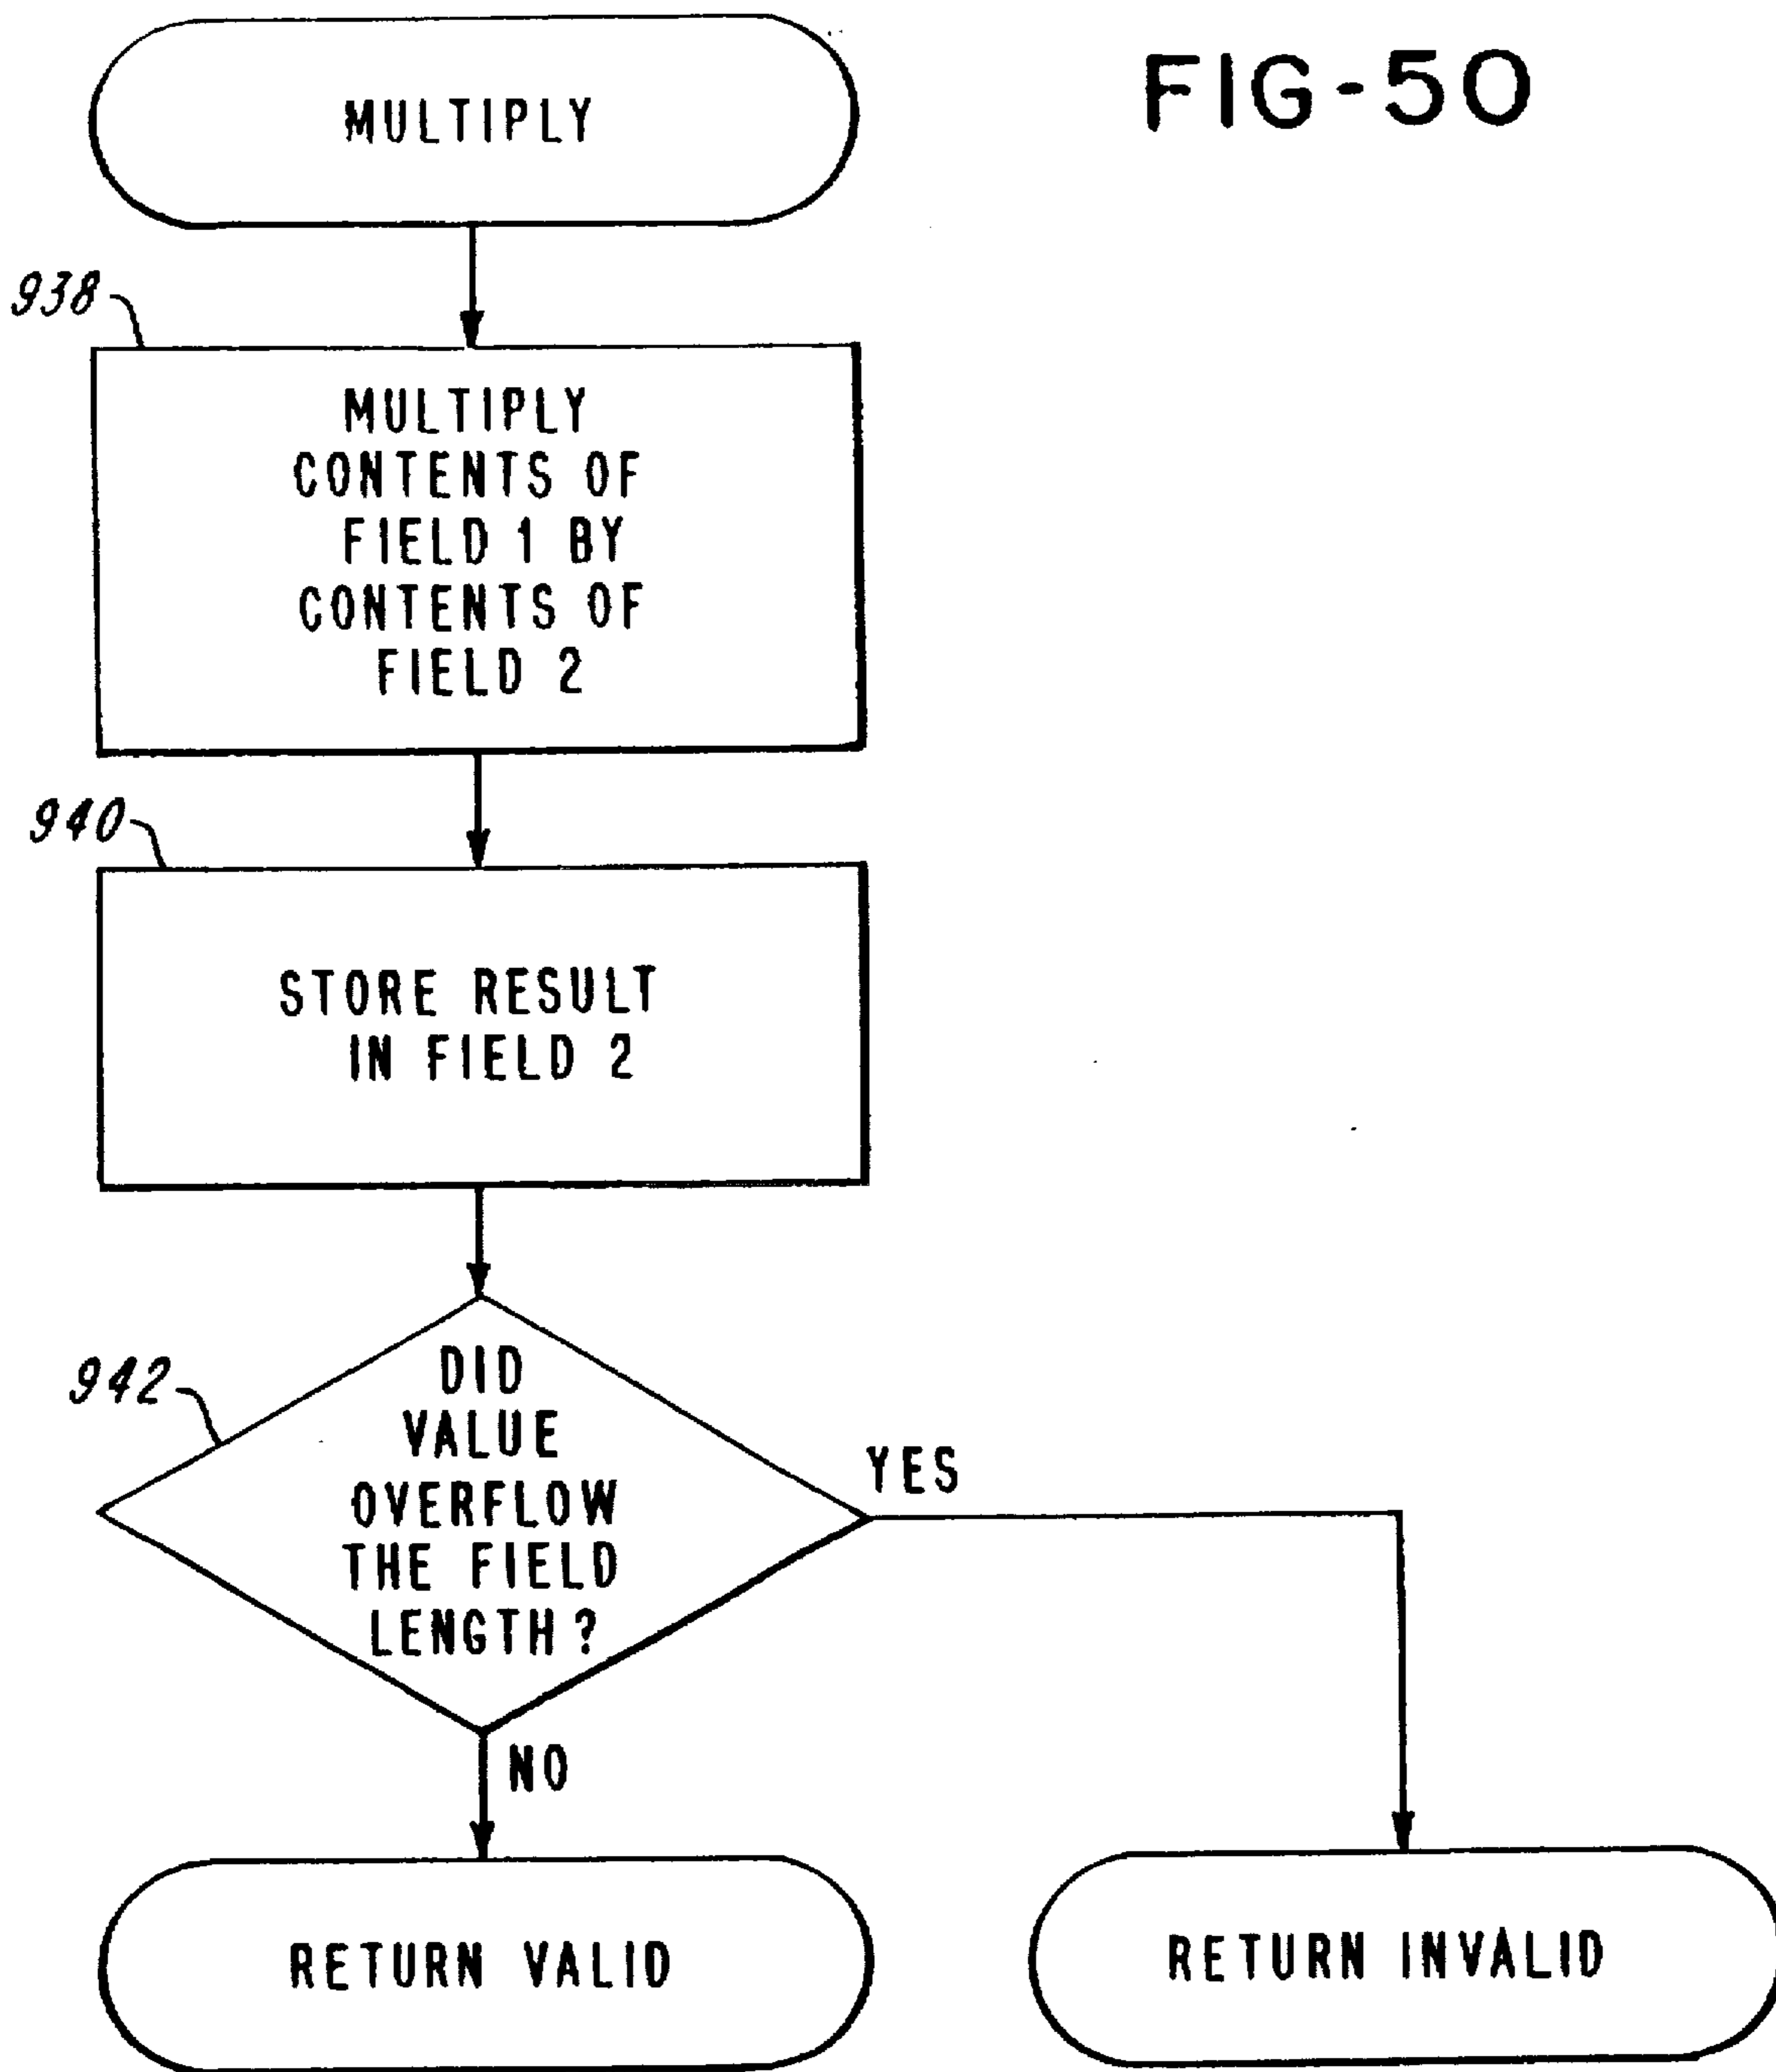 FIG-50
MULTIPLY
938
MULTIPLY
CONTENTS OF
FIELD 1 BY
CONTENTS OF
FIELD 2
940
STORE RESULT
IN FIELD 2
942
DID
VALUE
OVERFLOW
THE FIELD
LENGTH?
YES
NO
RETURN VALID
RETURN INVALID